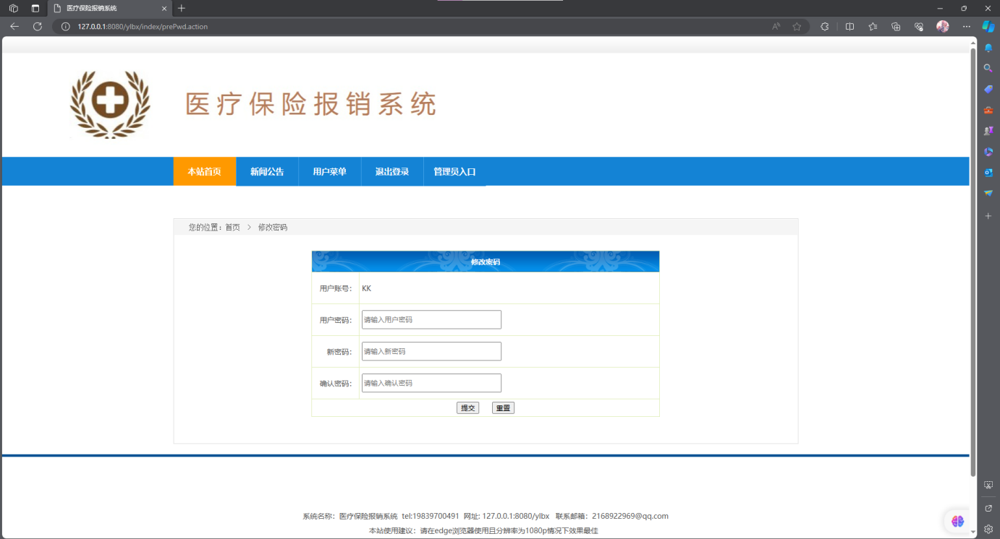 医疗保险报销系统
127.0.0.1:8080/ylbx/index/prePwd.action
医疗保险报销系统
本站首页 新闻公告 用户菜单 退出登录 管理员入口
您的位置：首页 > 修改密码
修改密码
用户账号： KK
用户密码： 请输入用户密码
新密码： 请输入新密码
确认密码： 请输入确认密码
提交 重置
系统名称：医疗保险报销系统 tel:19839700491 网址: 127.0.0.1:8080/ylbx 联系邮箱：2168922969@qq.com
本站使用建议：请在edge浏览器使用且分辨率为1080p情况下效果最佳